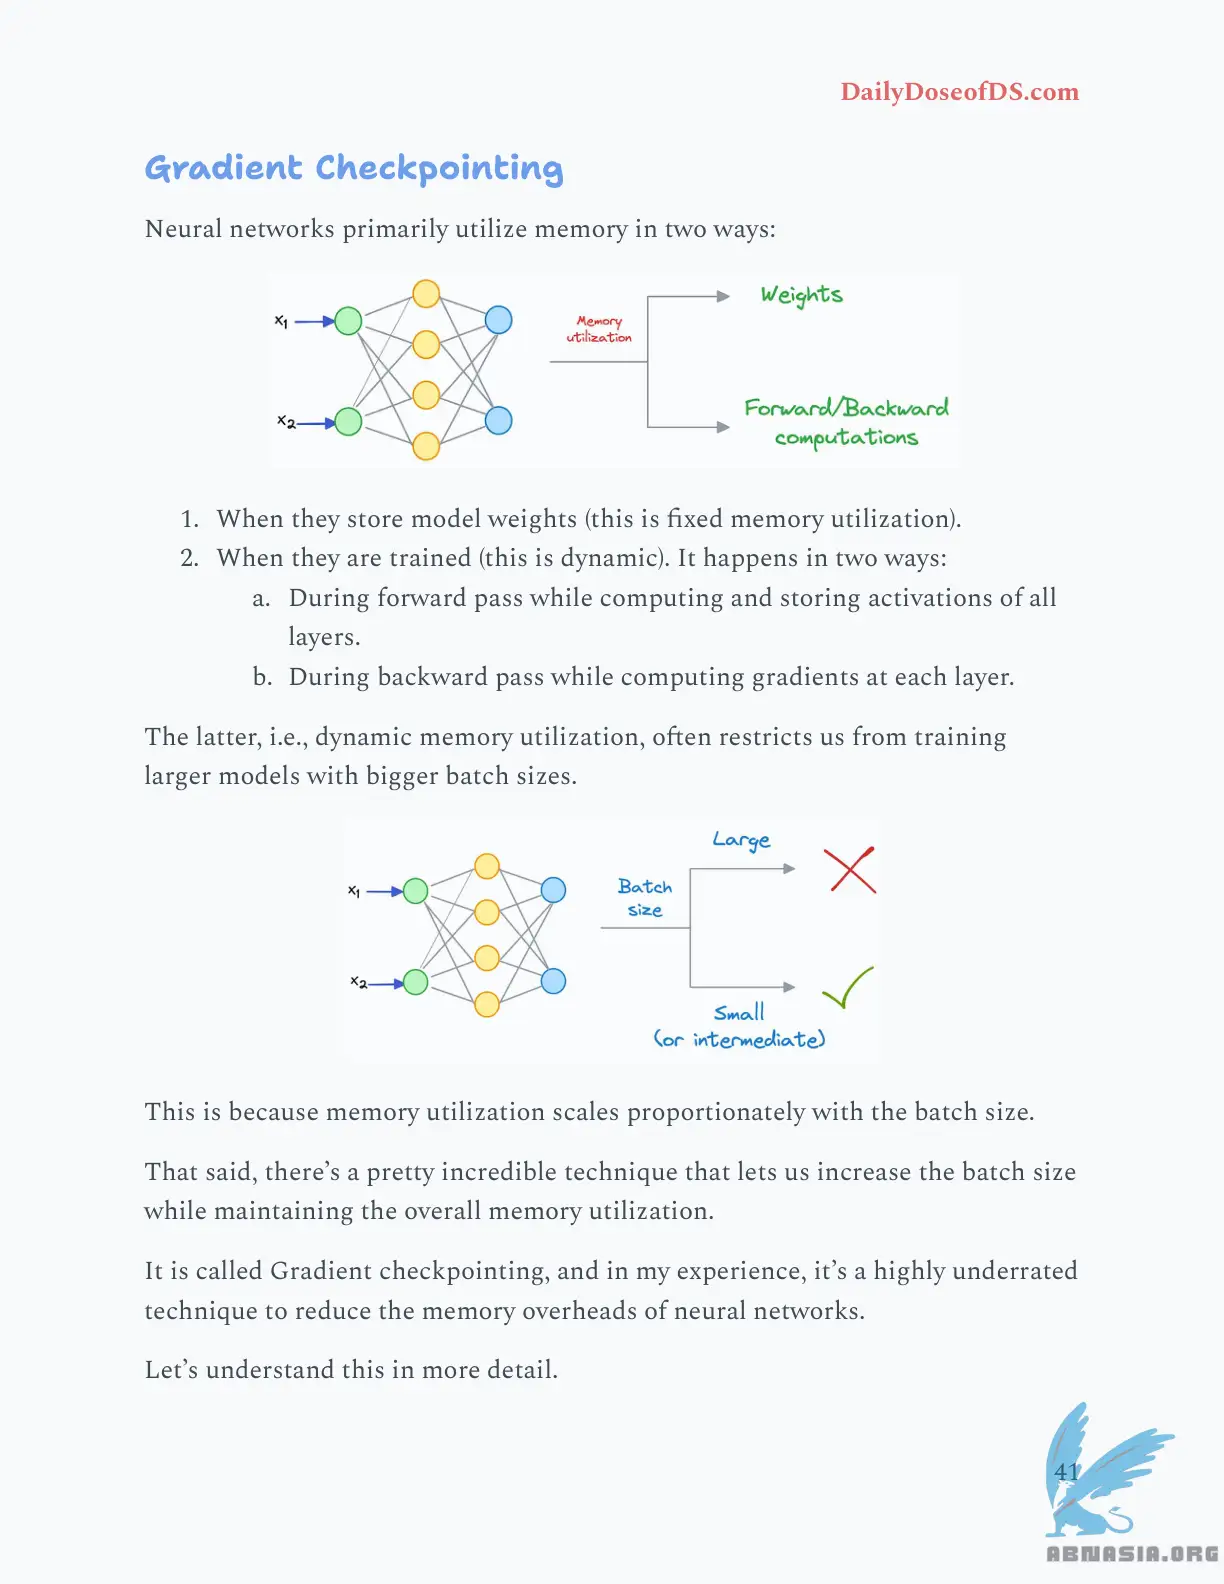 DailyDoseofDS.com
Gradient Checkpointing
Neural networks primarily utilize memory in two ways:
x1
x2
Memory
utilization
Weights
Forward/Backward
computations
1. When they store model weights (this is fixed memory utilization).
2. When they are trained (this is dynamic). It happens in two ways:
a. During forward pass while computing and storing activations of all
layers.
b. During backward pass while computing gradients at each layer.
The latter, i.e., dynamic memory utilization, often restricts us from training
larger models with bigger batch sizes.
x1
x2
Batch
size
Large
Small
(or intermediate)
This is because memory utilization scales proportionately with the batch size.
That said, there’s a pretty incredible technique that lets us increase the batch size
while maintaining the overall memory utilization.
It is called Gradient checkpointing, and in my experience, it’s a highly underrated
technique to reduce the memory overheads of neural networks.
Let’s understand this in more detail.
41
ABNASIA.ORG